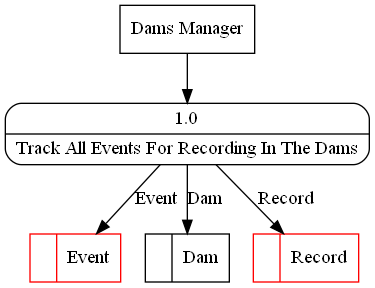 Dams Manager
1.0
Track All Events For Recording In The Dams
Event Dam Record
Event Dam Record